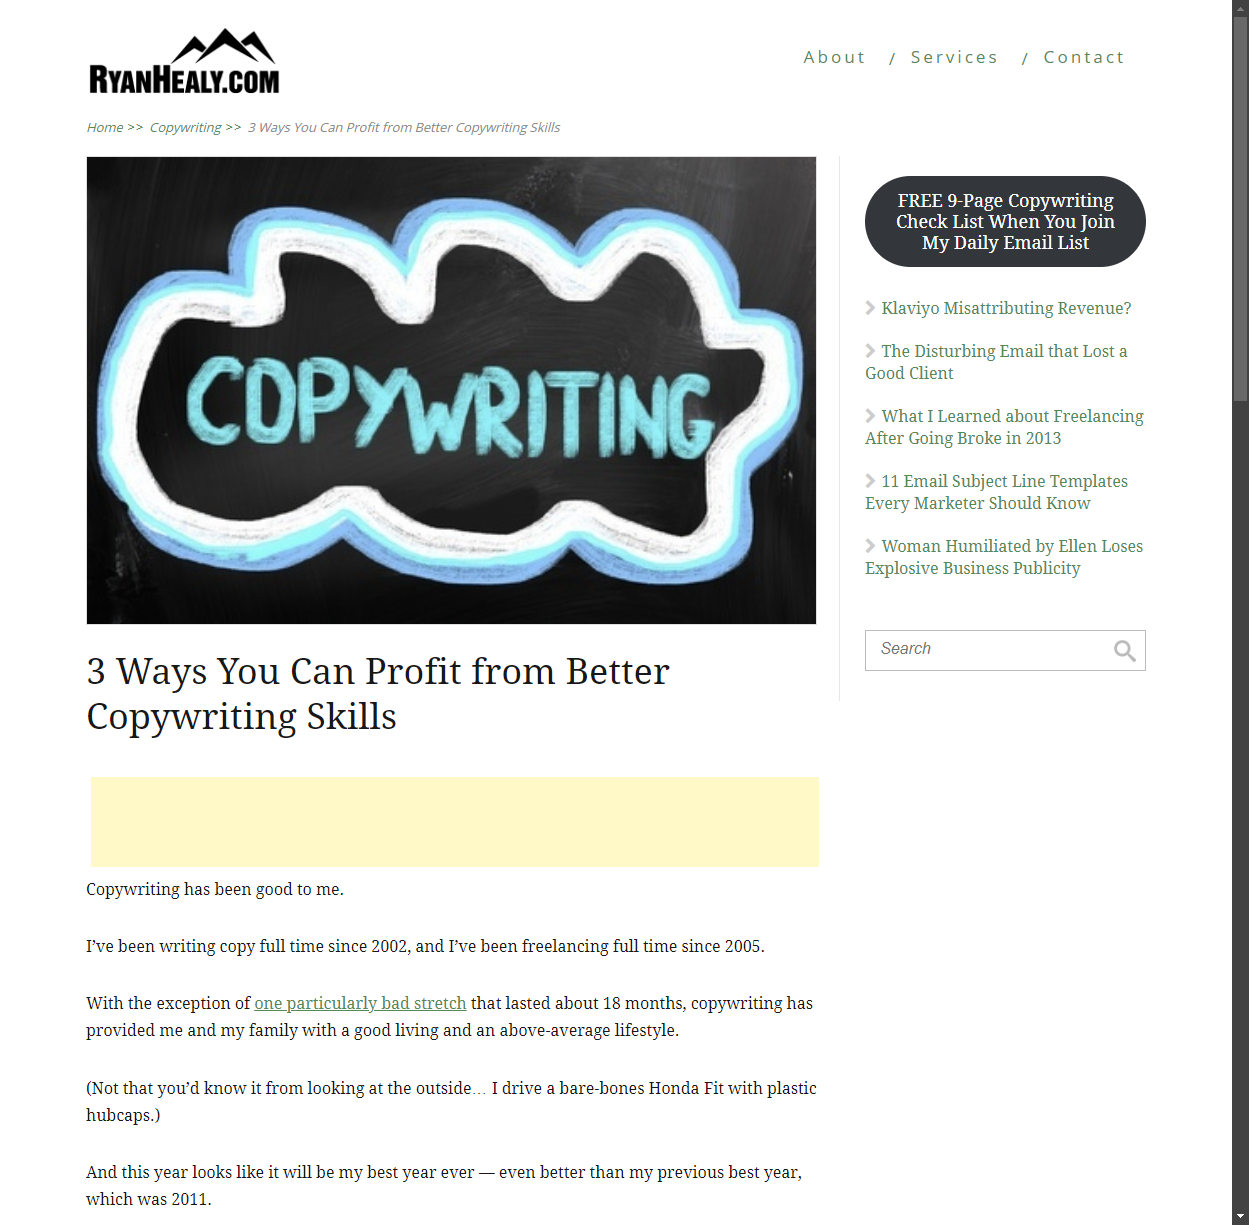 RYANHEALY.COM
About / Services / Contact
Home >> Copywriting >> 3 Ways You Can Profit from Better Copywriting Skills
COPYWRITING
3 Ways You Can Profit from Better
Copywriting Skills
Copywriting has been good to me.
I’ve been writing copy full time since 2002, and I’ve been freelancing full time since 2005.
With the exception of one particularly bad stretch that lasted about 18 months, copywriting has
provided me and my family with a good living and an above-average lifestyle.
(Not that you’d know it from looking at the outside… I drive a bare-bones Honda Fit with plastic
hubcaps.)
And this year looks like it will be my best year ever — even better than my previous best year,
which was 2011.
FREE 9-Page Copywriting
Check List When You Join
My Daily Email List
Klaviyo Misattributing Revenue?
The Disturbing Email that Lost a
Good Client
What I Learned about Freelancing
After Going Broke in 2013
11 Email Subject Line Templates
Every Marketer Should Know
Woman Humiliated by Ellen Loses
Explosive Business Publicity
Search